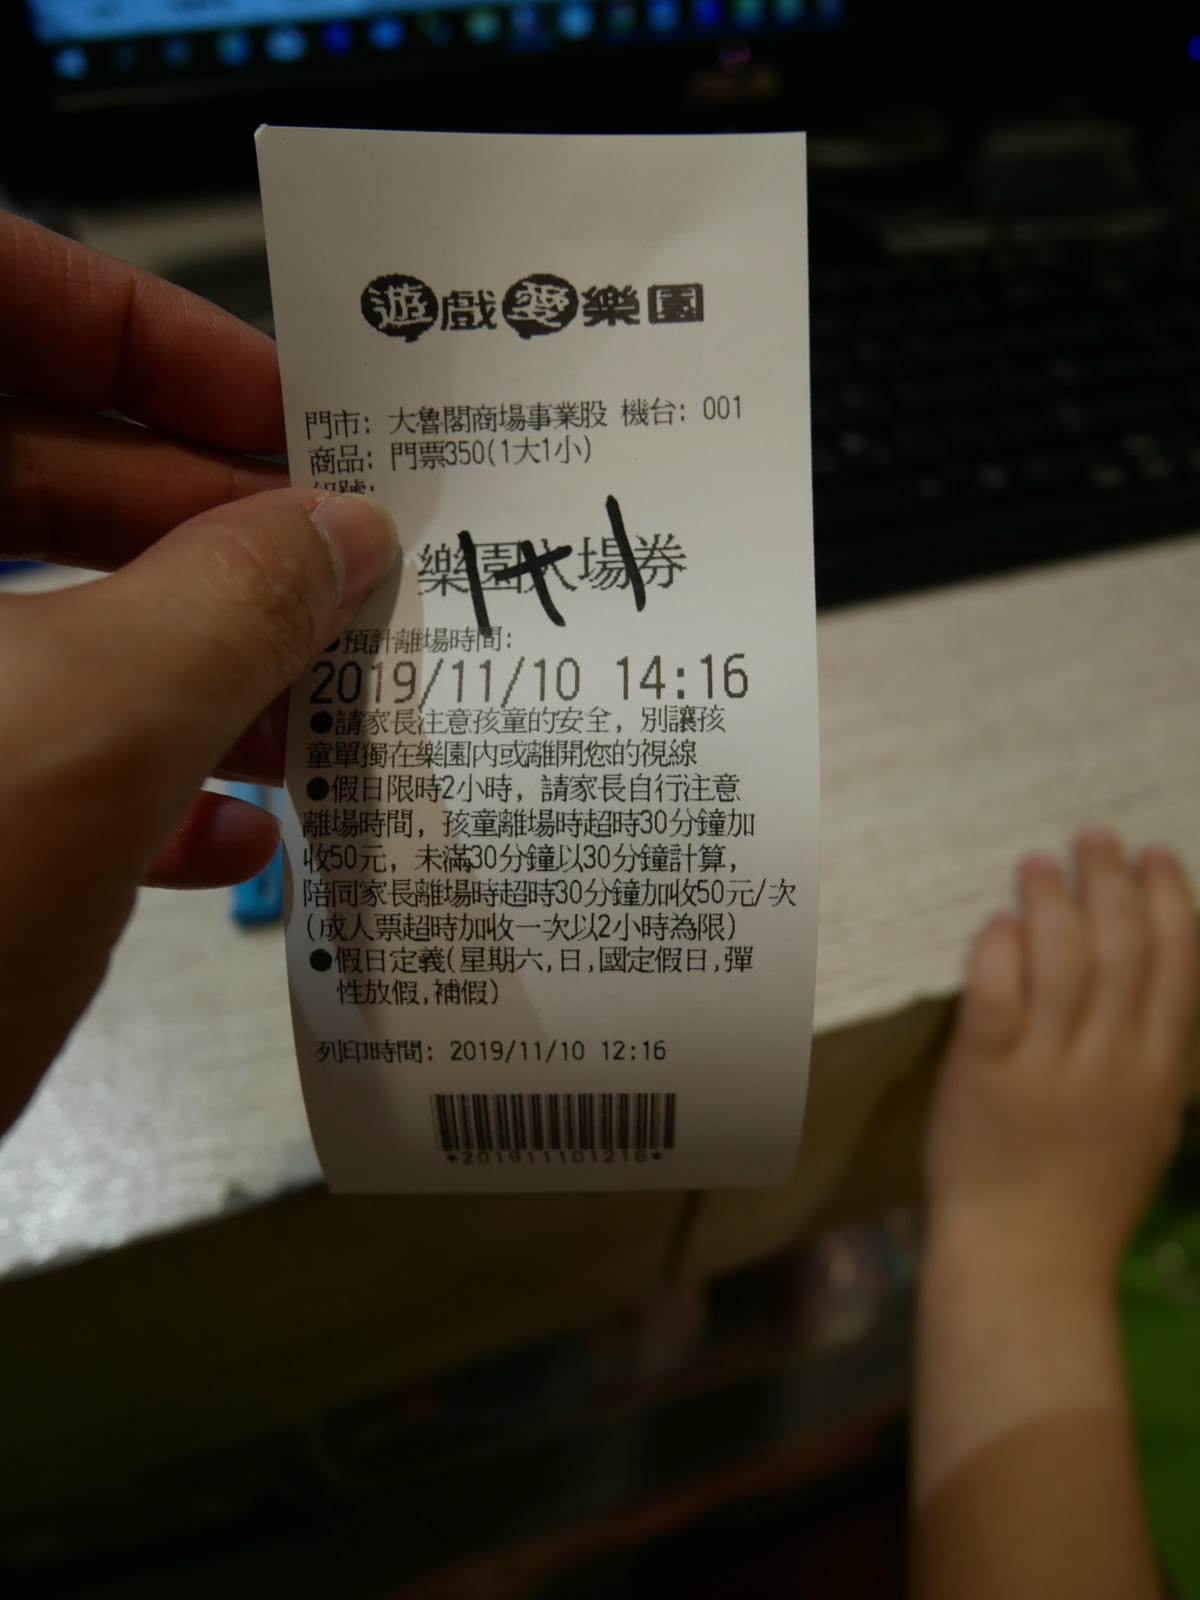 遊戲愛樂園
門市: 大魯閣商場事業股 機台: 001
商品: 門票350(1大1小)
1+1
樂園入場券
●預計離場時間:
2019/11/10 14:16
●請家長注意孩童的安全, 別讓孩
童單獨在樂園內或離開您的視線
●假日限時2小時, 請家長自行注意
離場時間, 孩童離場時超時30分鐘加
收50元, 未滿30分鐘以30分鐘計算,
陪同家長離場時超時30分鐘加收50元/次
(成人票超時加收一次以2小時為限)
●假日定義(星期六,日,國定假日,彈
性放假,補假)
列印時間: 2019/11/10 12:16
*201911101216*